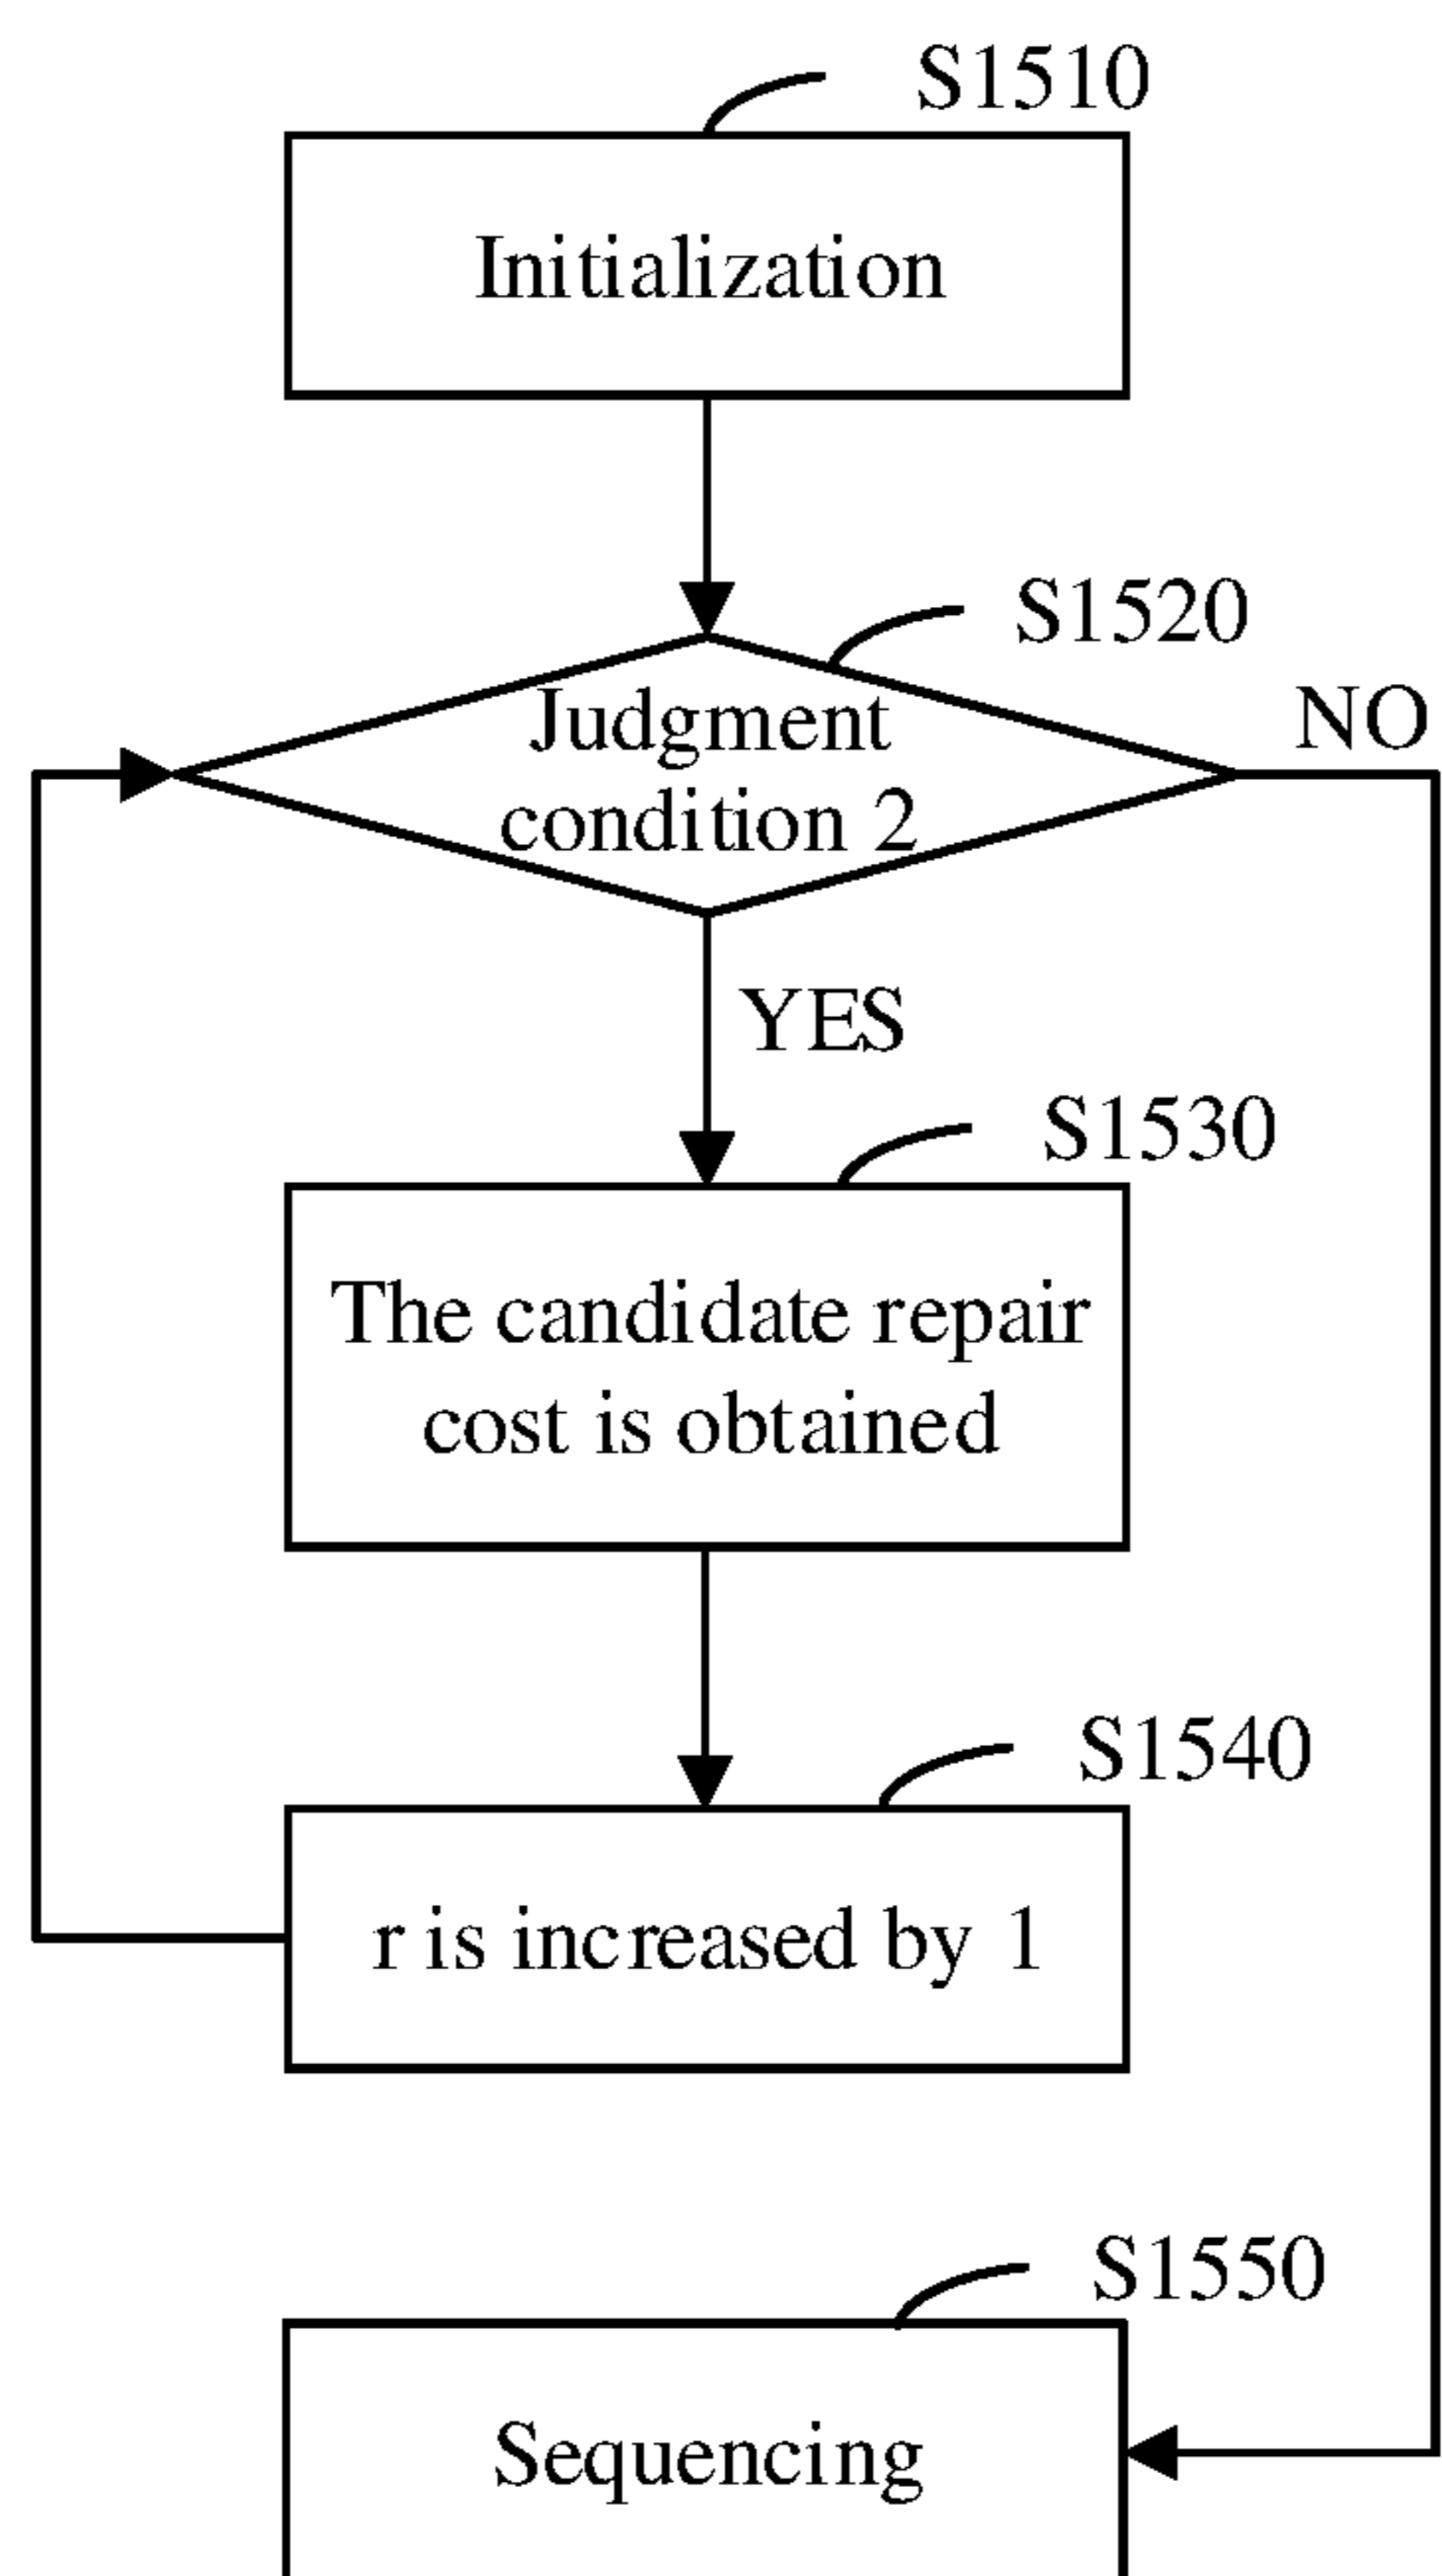 S1510
Initialization
S1520
NO
Judgment
condition 2
YES
S1530
The candidate repair
cost is obtained
S1540
r is increased by 1
S1550
Sequencing